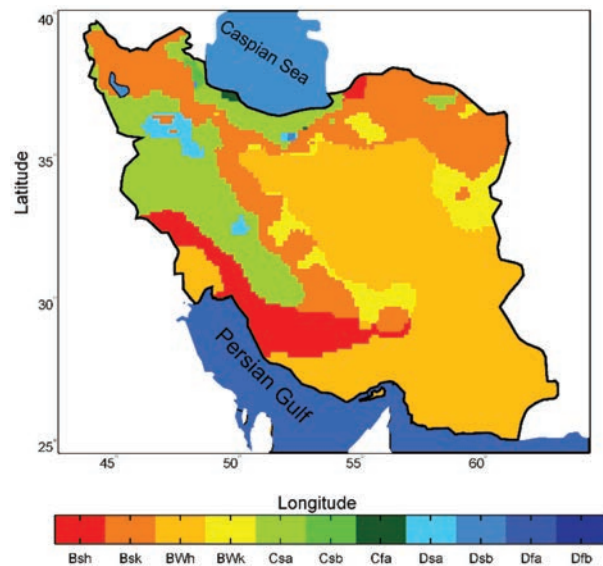 40
Caspian Sea
35
Latitude
30
Persian Gulf
25
45 50 55 60
Longitude
Bsh Bsk BWh BWk Csa Csb Cfa Dsa Dsb Dfa Dfb